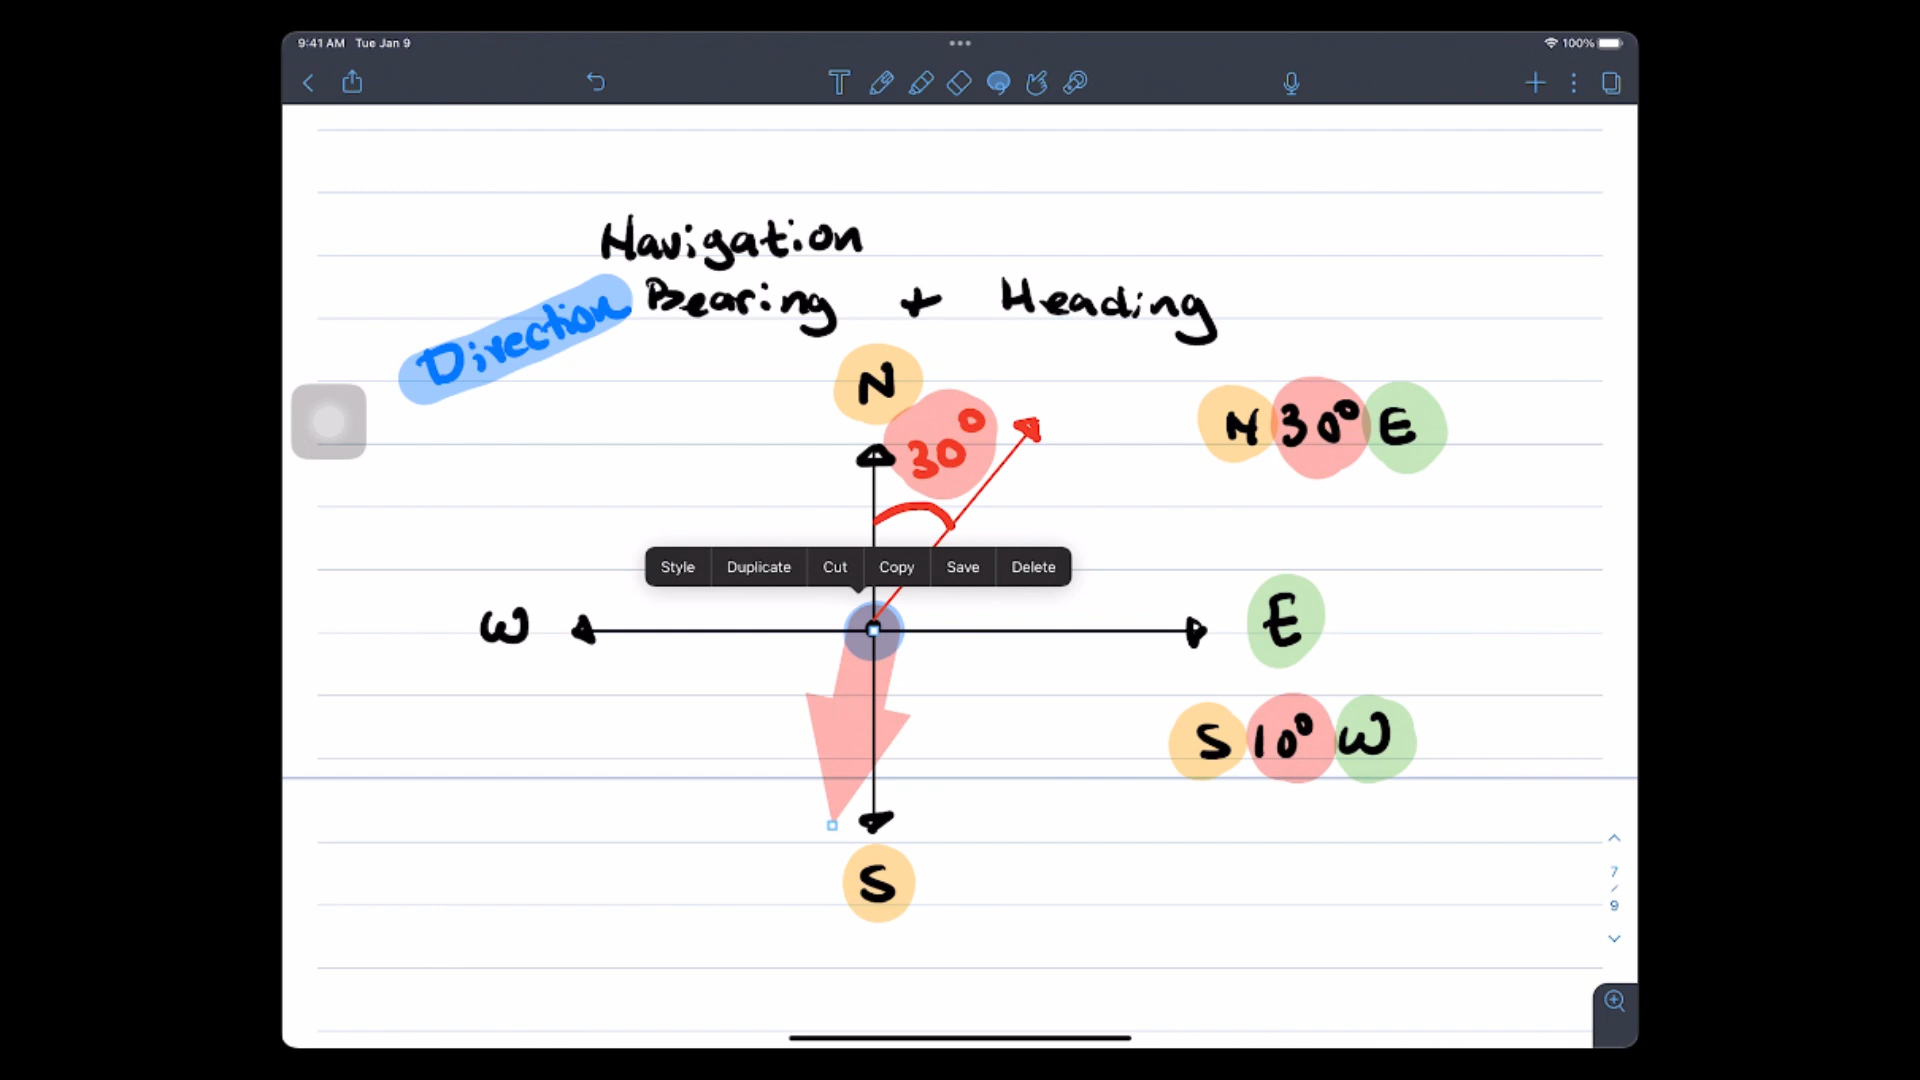 9:41 AM Tue Jan 9
100%
Navigation
Direction
Bearing + Heading
N
30°
N 30° E
Style Duplicate Cut Copy Save Delete
W
E
S 10° W
S
7
/
9